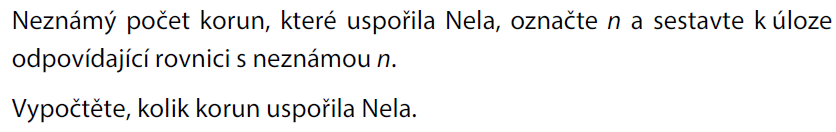 Neznámý počet korun, které uspořila Nela, označte n a sestavte k úloze
odpovídající rovnici s neznámou n.
Vypočtěte, kolik korun uspořila Nela.